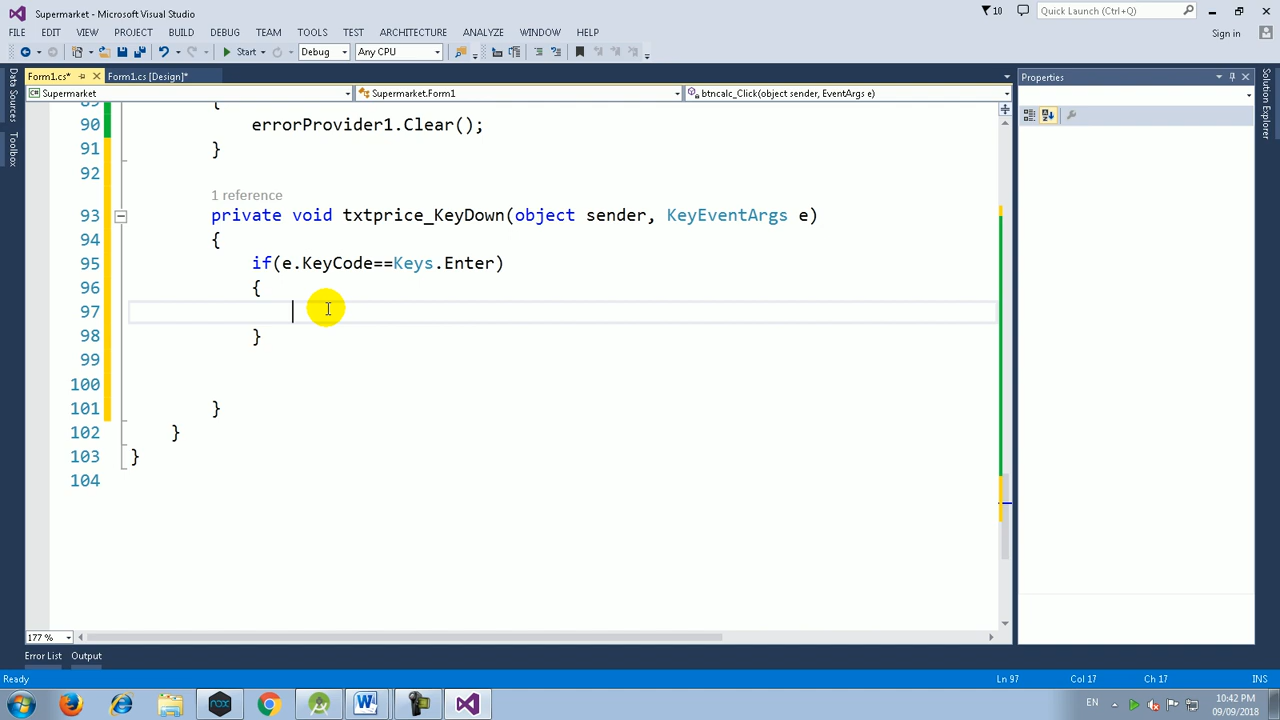 Supermarket - Microsoft Visual Studio
10
Quick Launch (Ctrl+Q)
FILE EDIT VIEW PROJECT BUILD DEBUG TEAM TOOLS TEST ARCHITECTURE ANALYZE WINDOW HELP
Sign in
Start Debug Any CPU
Data Sources
Toolbox
Form1.cs*
Form1.cs [Design]*
Supermarket
Supermarket.Form1
btncalc_Click(object sender, EventArgs e)
89 {
90 errorProvider1.Clear();
91 }
92
1 reference
93 private void txtprice_KeyDown(object sender, KeyEventArgs e)
94 {
95 if(e.KeyCode==Keys.Enter)
96 {
97
98 }
99
100
101 }
102 }
103 }
104
177 %
Properties
Solution Explorer
Error List Output
Ready
Ln 97 Col 17 Ch 17 INS
nox
EN
10:42 PM
09/09/2018